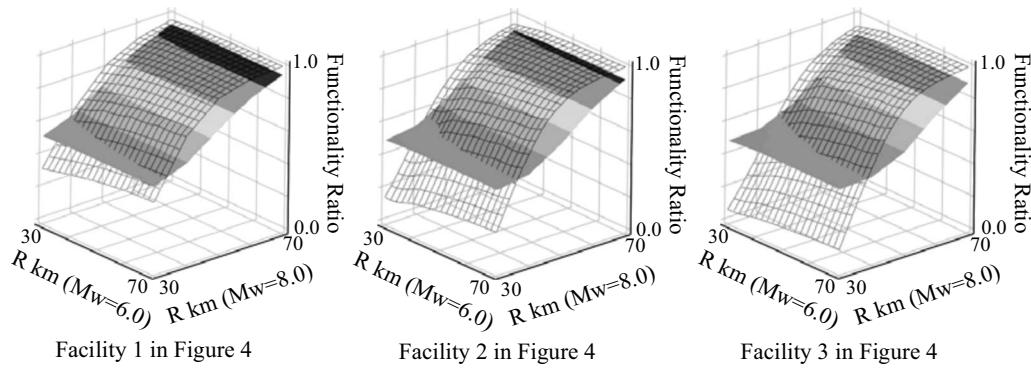 1.0
0.0
Functionality Ratio
30
70
30
70
R km (Mw=6.0)
R km (Mw=8.0)
Facility 1 in Figure 4
1.0
0.0
Functionality Ratio
30
70
30
70
R km (Mw=6.0)
R km (Mw=8.0)
Facility 2 in Figure 4
1.0
0.0
Functionality Ratio
30
70
30
70
R km (Mw=6.0)
R km (Mw=8.0)
Facility 3 in Figure 4